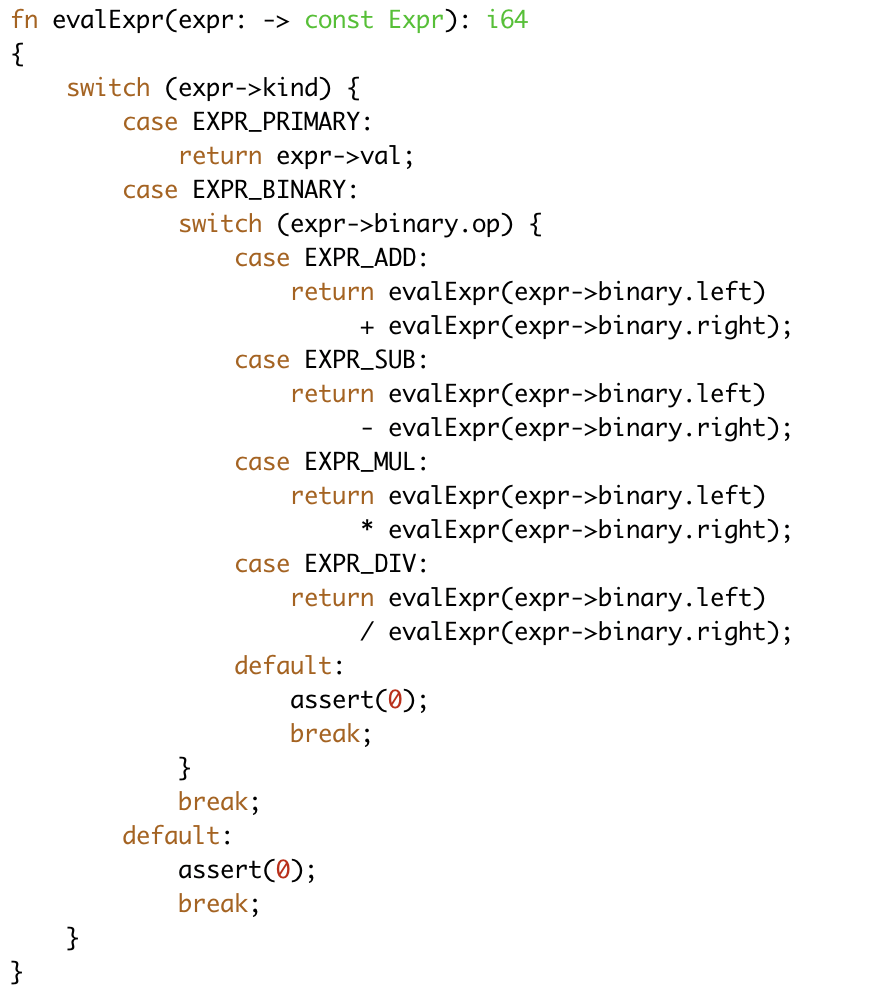 fn evalExpr(expr: -> const Expr): i64
{
    switch (expr->kind) {
        case EXPR_PRIMARY:
            return expr->val;
        case EXPR_BINARY:
            switch (expr->binary.op) {
                case EXPR_ADD:
                    return evalExpr(expr->binary.left)
                         + evalExpr(expr->binary.right);
                case EXPR_SUB:
                    return evalExpr(expr->binary.left)
                         - evalExpr(expr->binary.right);
                case EXPR_MUL:
                    return evalExpr(expr->binary.left)
                         * evalExpr(expr->binary.right);
                case EXPR_DIV:
                    return evalExpr(expr->binary.left)
                         / evalExpr(expr->binary.right);
                default:
                    assert(0);
                    break;
            }
            break;
        default:
            assert(0);
            break;
    }
}